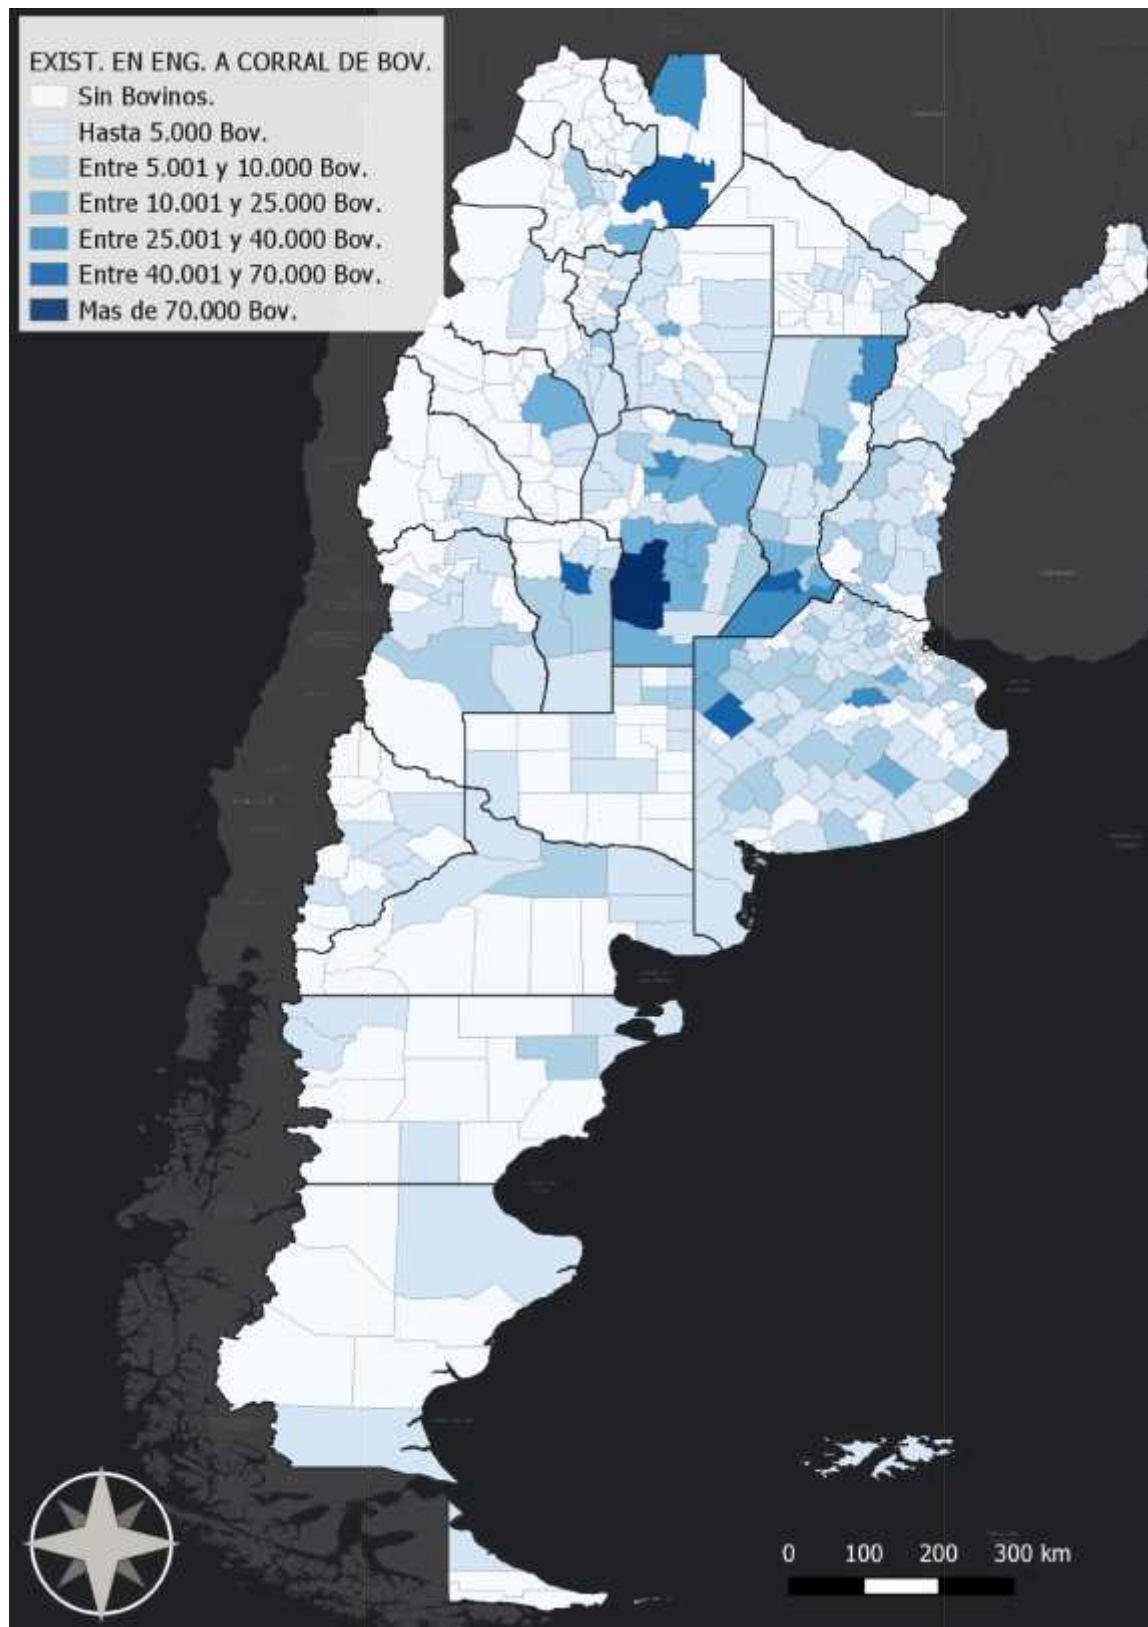 EXIST. EN ENG. A CORRAL DE BOV.
Sin Bovinos.
Hasta 5.000 Bov.
Entre 5.001 y 10.000 Bov.
Entre 10.001 y 25.000 Bov.
Entre 25.001 y 40.000 Bov.
Entre 40.001 y 70.000 Bov.
Mas de 70.000 Bov.
0 100 200 300 km